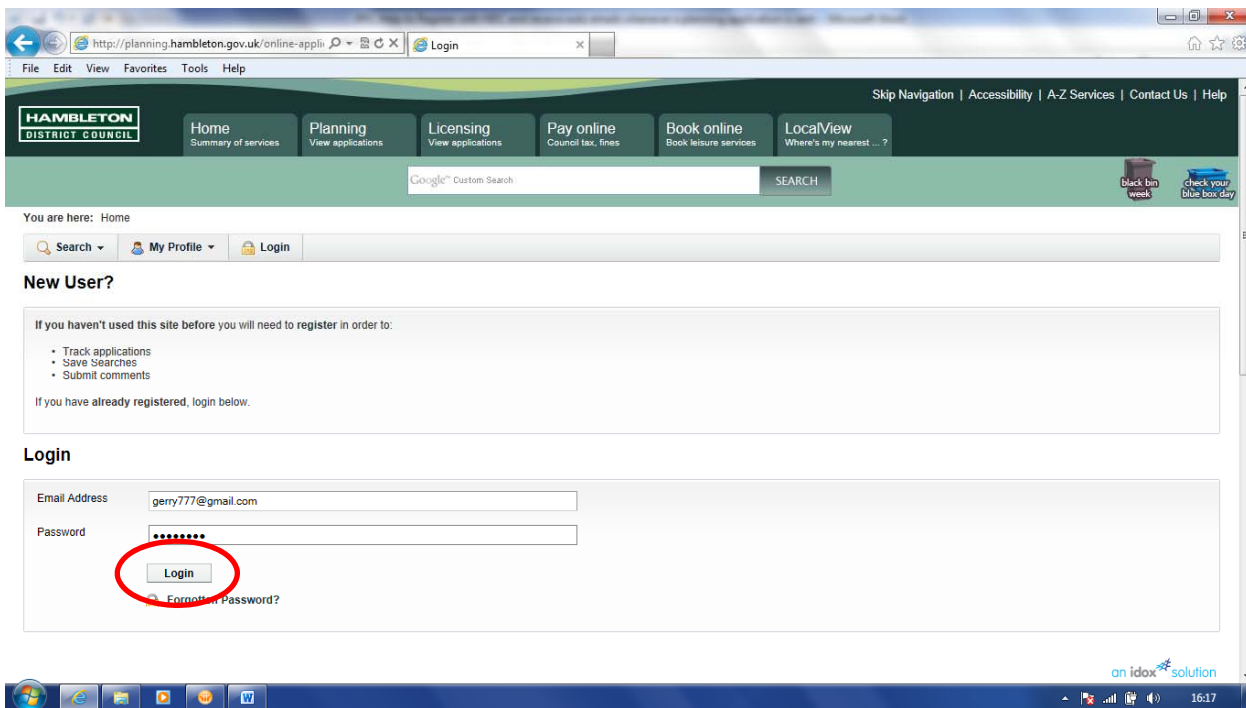 http://planning.hambleton.gov.uk/online-appli
Login
File Edit View Favorites Tools Help
Skip Navigation | Accessibility | A-Z Services | Contact Us | Help
HAMBLETON
DISTRICT COUNCIL
Home Planning Licensing Pay online Book online LocalView
Summary of services View applications View applications Council tax, fines Book leisure services Where's my nearest ... ?
Google™ Custom Search SEARCH
black bin week
check your blue box day
You are here: Home
Search My Profile Login
New User?
If you haven't used this site before you will need to register in order to:
• Track applications
• Save Searches
• Submit comments
If you have already registered, login below.
Login
Email Address gerry777@gmail.com
Password ••••••••
Login
Forgotten Password?
an idox solution
16:17